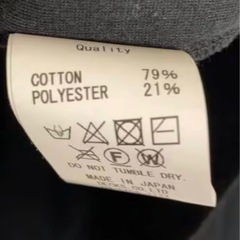 Quality
COTTON 79%
POLYESTER 21%
F W
DO NOT TUMBLE DRY.
MADE IN JAPAN